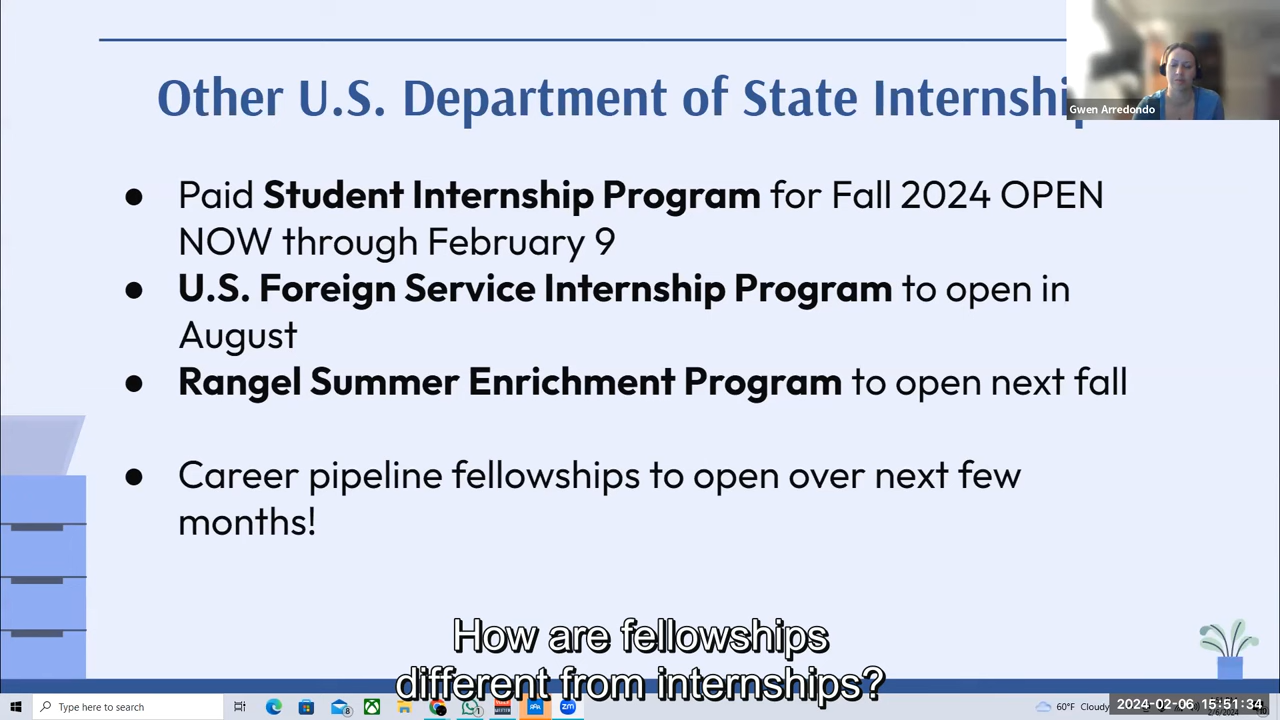 Other U.S. Department of State Internship
Gwen Arredondo
● Paid Student Internship Program for Fall 2024 OPEN
NOW through February 9
● U.S. Foreign Service Internship Program to open in
August
● Rangel Summer Enrichment Program to open next fall
● Career pipeline fellowships to open over next few
months!
How are fellowships
different from internships?
Type here to search
60°F Cloudy
2024-02-06 15:51:34